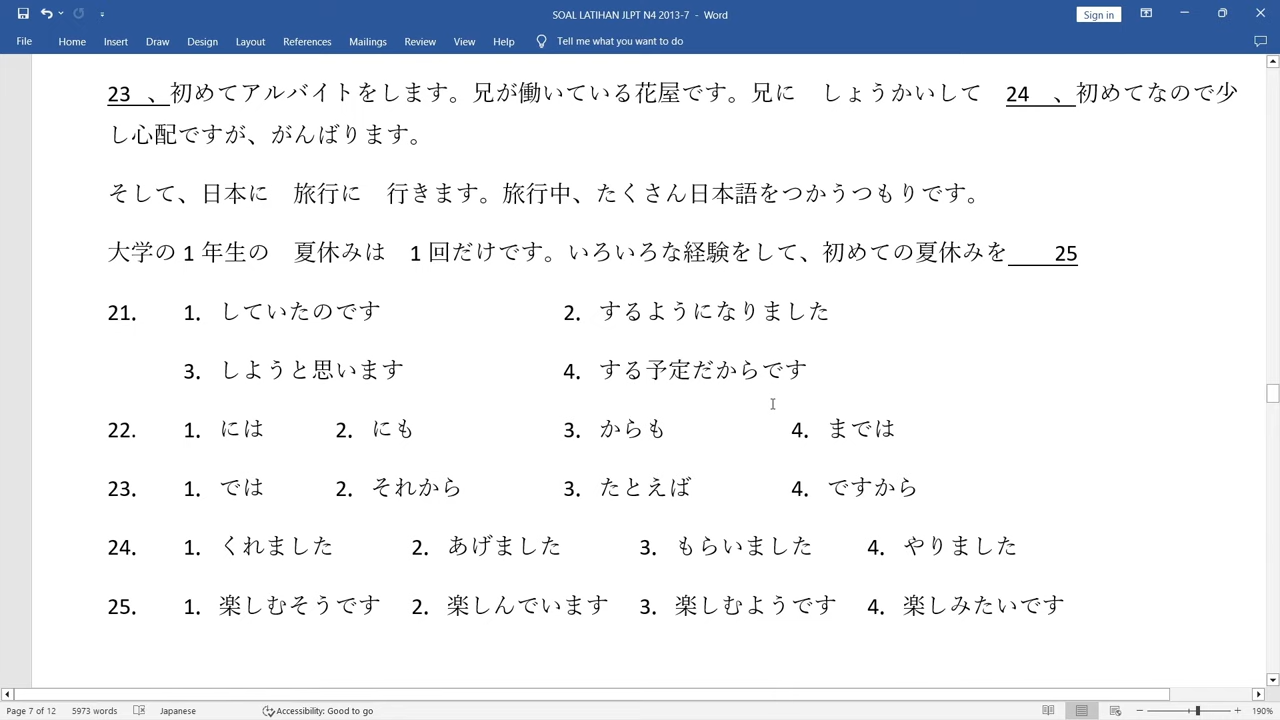 SOAL LATIHAN JLPT N4 2013-7 - Word
Sign in
File Home Insert Draw Design Layout References Mailings Review View Help Tell me what you want to do
23 、初めてアルバイトをします。兄が働いている花屋です。兄に しょうかいして 24 、初めてなので少
し心配ですが、がんばります。
そして、日本に 旅行に 行きます。旅行中、たくさん日本語をつかうつもりです。
大学の1年生の 夏休みは 1回だけです。いろいろな経験をして、初めての夏休みを 25
21. 1. していたのです 2. するようになりました
3. しようと思います 4. する予定だからです
22. 1. には 2. にも 3. からも 4. までは
23. 1. では 2. それから 3. たとえば 4. ですから
24. 1. くれました 2. あげました 3. もらいました 4. やりました
25. 1. 楽しむそうです 2. 楽しんでいます 3. 楽しむようです 4. 楽しみたいです
Page 7 of 12 5973 words Japanese Accessibility: Good to go 190%